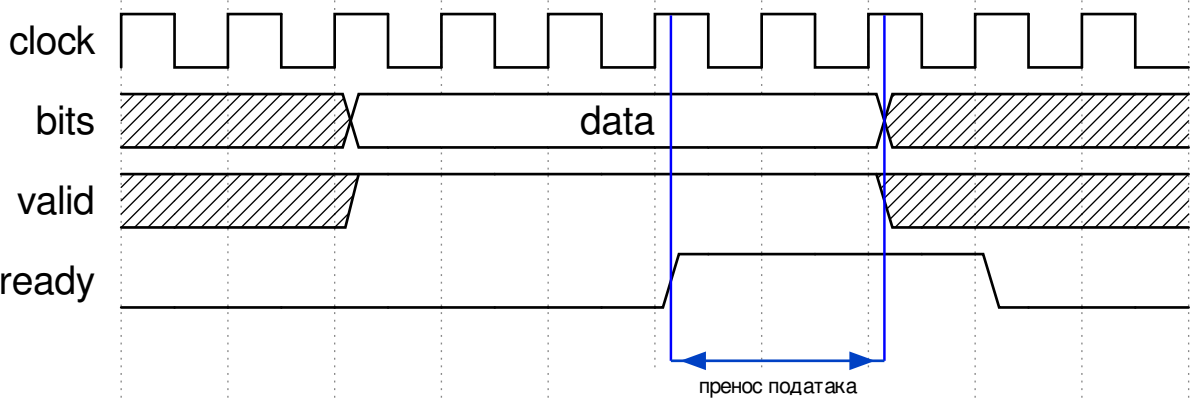 clock
bits
data
valid
ready
пренос података